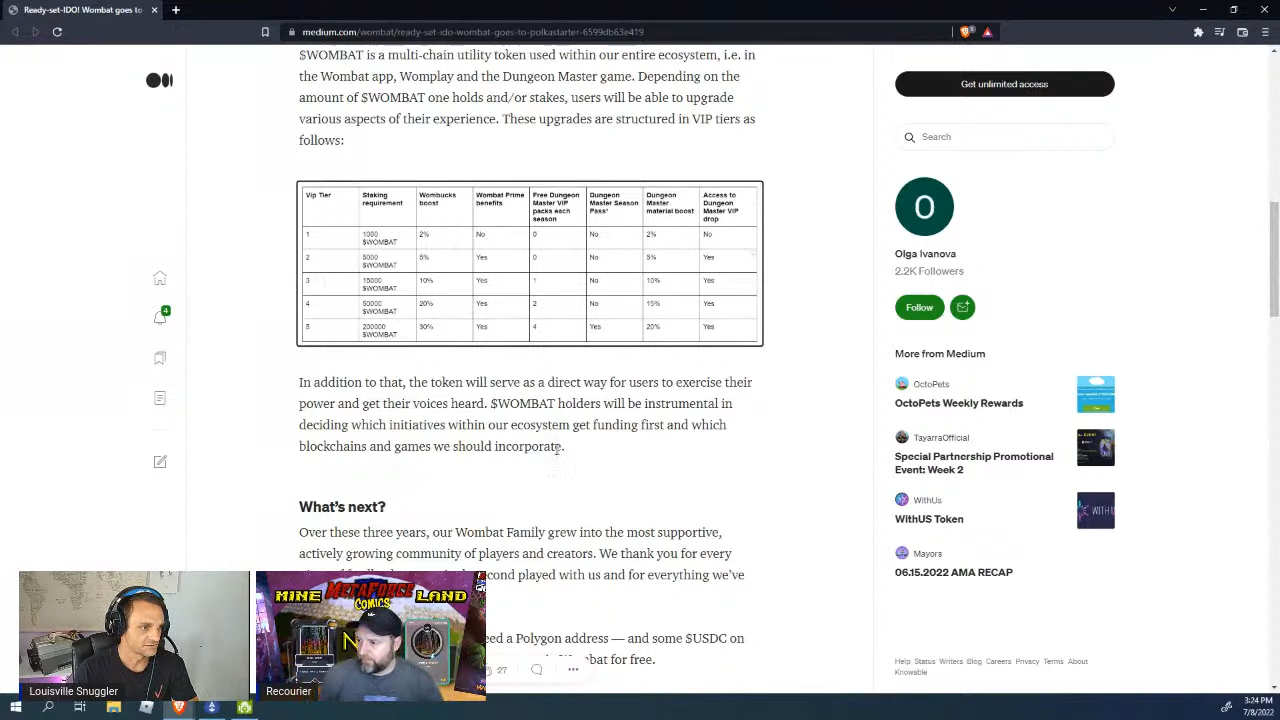 Ready-set-IDO! Wombat goes to
medium.com/wombat/ready-set-ido-wombat-goes-to-polkastarter-6599db63e419
$WOMBAT is a multi-chain utility token used within our entire ecosystem, i.e. in
the Wombat app, Womplay and the Dungeon Master game. Depending on the
amount of $WOMBAT one holds and/or stakes, users will be able to upgrade
various aspects of their experience. These upgrades are structured in VIP tiers as
follows:
Vip Tier Staking requirement Wombucks boost Wombat Prime benefits Free Dungeon Master VIP packs each season Dungeon Master Season Pass* Dungeon Master material boost Access to Dungeon Master VIP drop
1 1000 $WOMBAT 2% No 0 No 2% No
2 5000 $WOMBAT 5% Yes 0 No 5% Yes
3 15000 $WOMBAT 10% Yes 1 No 10% Yes
4 50000 $WOMBAT 20% Yes 2 No 15% Yes
5 200000 $WOMBAT 30% Yes 4 Yes 20% Yes
In addition to that, the token will serve as a direct way for users to exercise their
power and get their voices heard. $WOMBAT holders will be instrumental in
deciding which initiatives within our ecosystem get funding first and which
blockchains and games we should incorporate.
What's next?
Over these three years, our Wombat Family grew into the most supportive,
actively growing community of players and creators. We thank you for every
second played with us and for everything we've
eed a Polygon address — and some $USDC on
bat for free.
27
4
Get unlimited access
Search
O
Olga Ivanova
2.2K Followers
Follow
More from Medium
OctoPets
OctoPets Weekly Rewards
TayarraOfficial
Special Partnership Promotional
Event: Week 2
WithUs
WithUS Token
WITH U
Mayors
06.15.2022 AMA RECAP
Help Status Writers Blog Careers Privacy Terms About
Knowable
MINE METAFORCE LAND
COMICS
N
Louisville Snuggler
Recourier
3:24 PM
7/8/2022